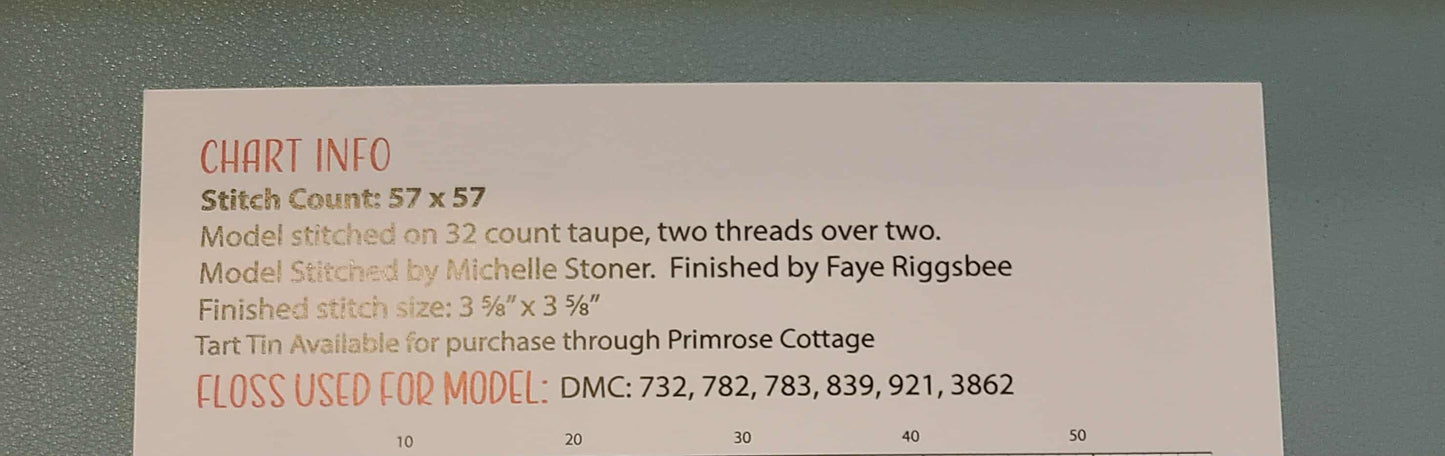 CHART INFO
Stitch Count: 57 x 57
Model stitched on 32 count taupe, two threads over two.
Model Stitched by Michelle Stoner.  Finished by Faye Riggsbee
Finished stitch size: 3 ⅝” x 3 ⅝”
Tart Tin Available for purchase through Primrose Cottage
FLOSS USED FOR MODEL: DMC: 732, 782, 783, 839, 921, 3862
10 20 30 40 50